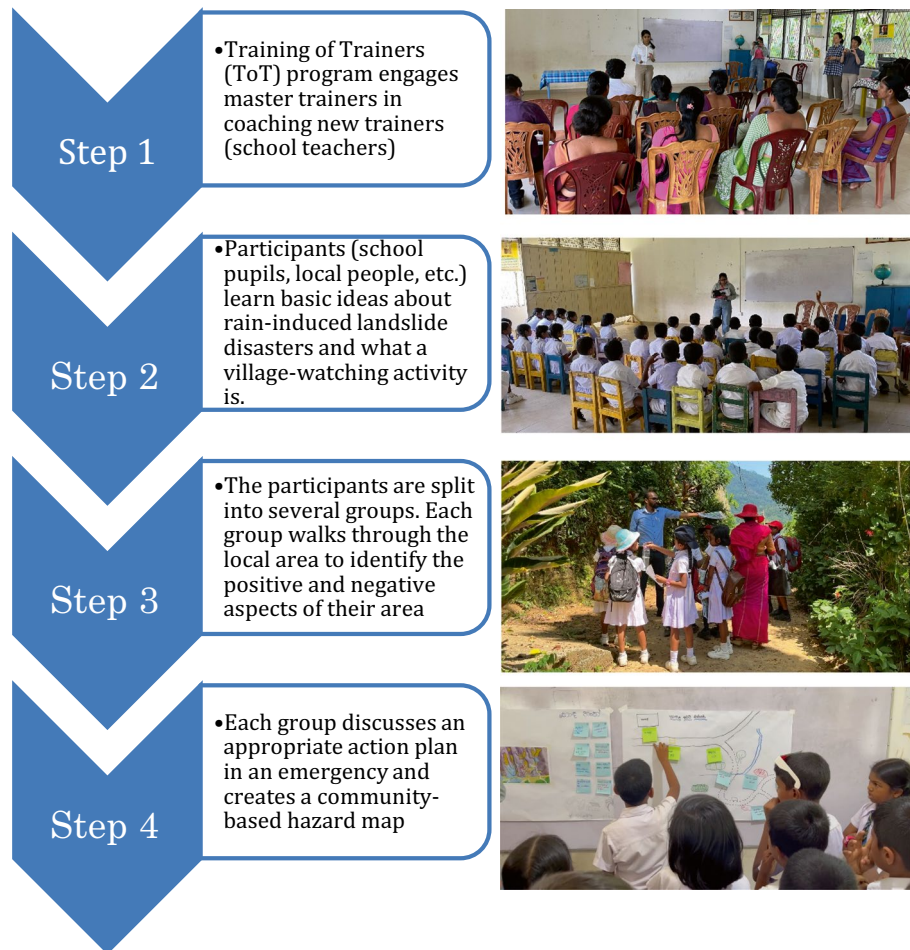 Step 1
•Training of Trainers
(ToT) program engages
master trainers in
coaching new trainers
(school teachers)
Step 2
•Participants (school
pupils, local people, etc.)
learn basic ideas about
rain-induced landslide
disasters and what a
village-watching activity
is.
Step 3
•The participants are split
into several groups. Each
group walks through the
local area to identify the
positive and negative
aspects of their area
Step 4
•Each group discusses an
appropriate action plan
in an emergency and
creates a community-
based hazard map